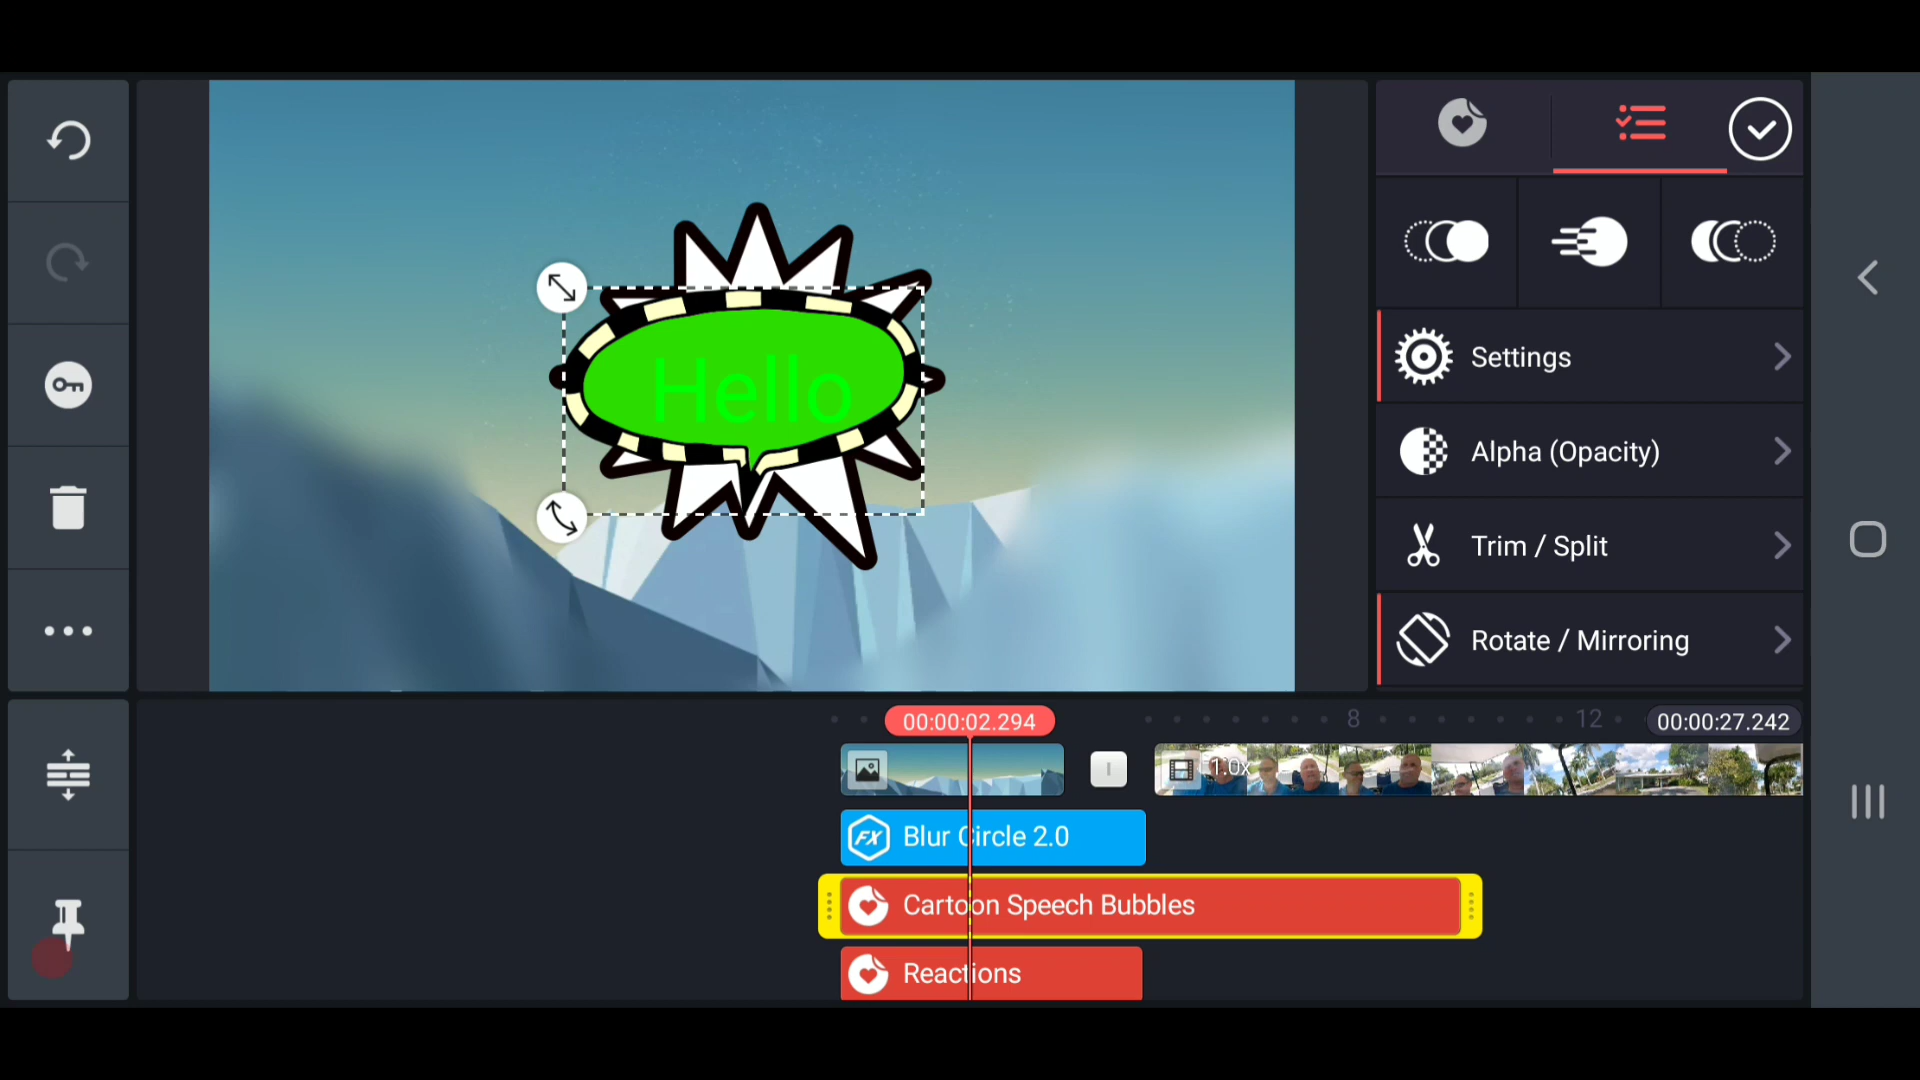 Hello
Settings
Alpha (Opacity)
Trim / Split
Rotate / Mirroring
00:00:02.294
8
12
00:00:27.242
1.0x
FX Blur Circle 2.0
Cartoon Speech Bubbles
Reactions